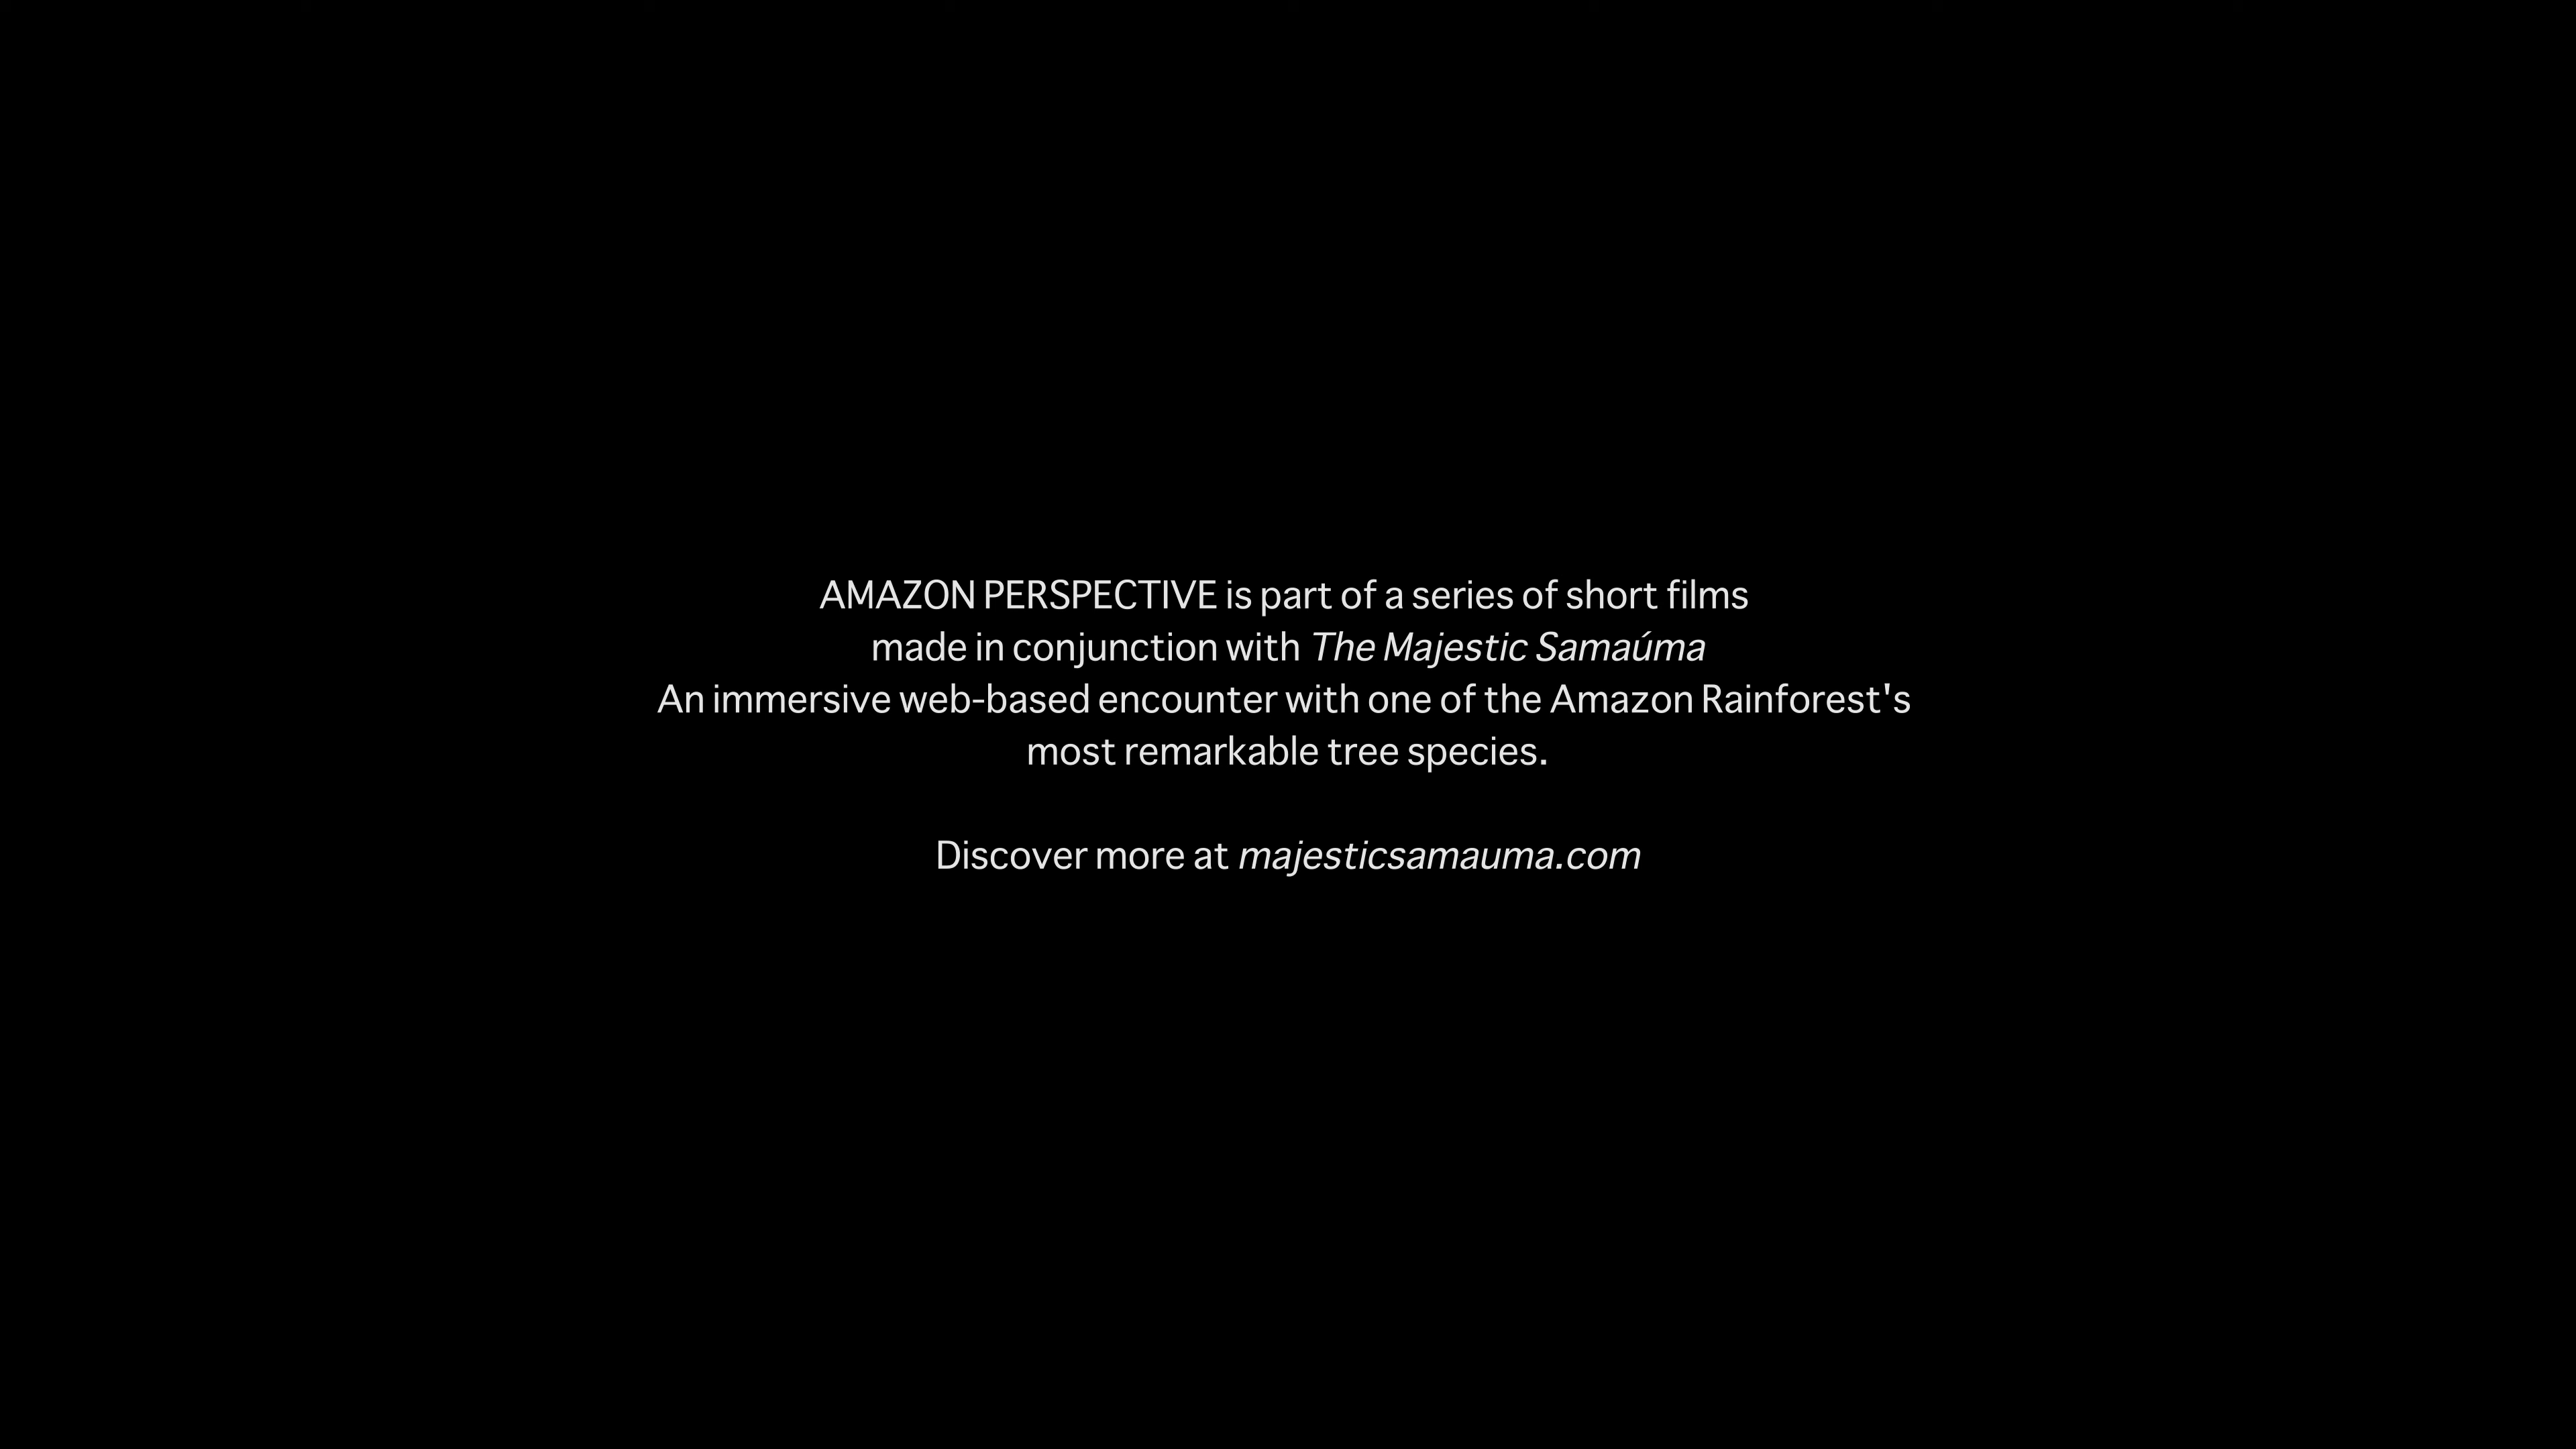 AMAZON PERSPECTIVE is part of a series of short films
made in conjunction with The Majestic Samaúma
An immersive web-based encounter with one of the Amazon Rainforest's
most remarkable tree species.
Discover more at majesticsamauma.com